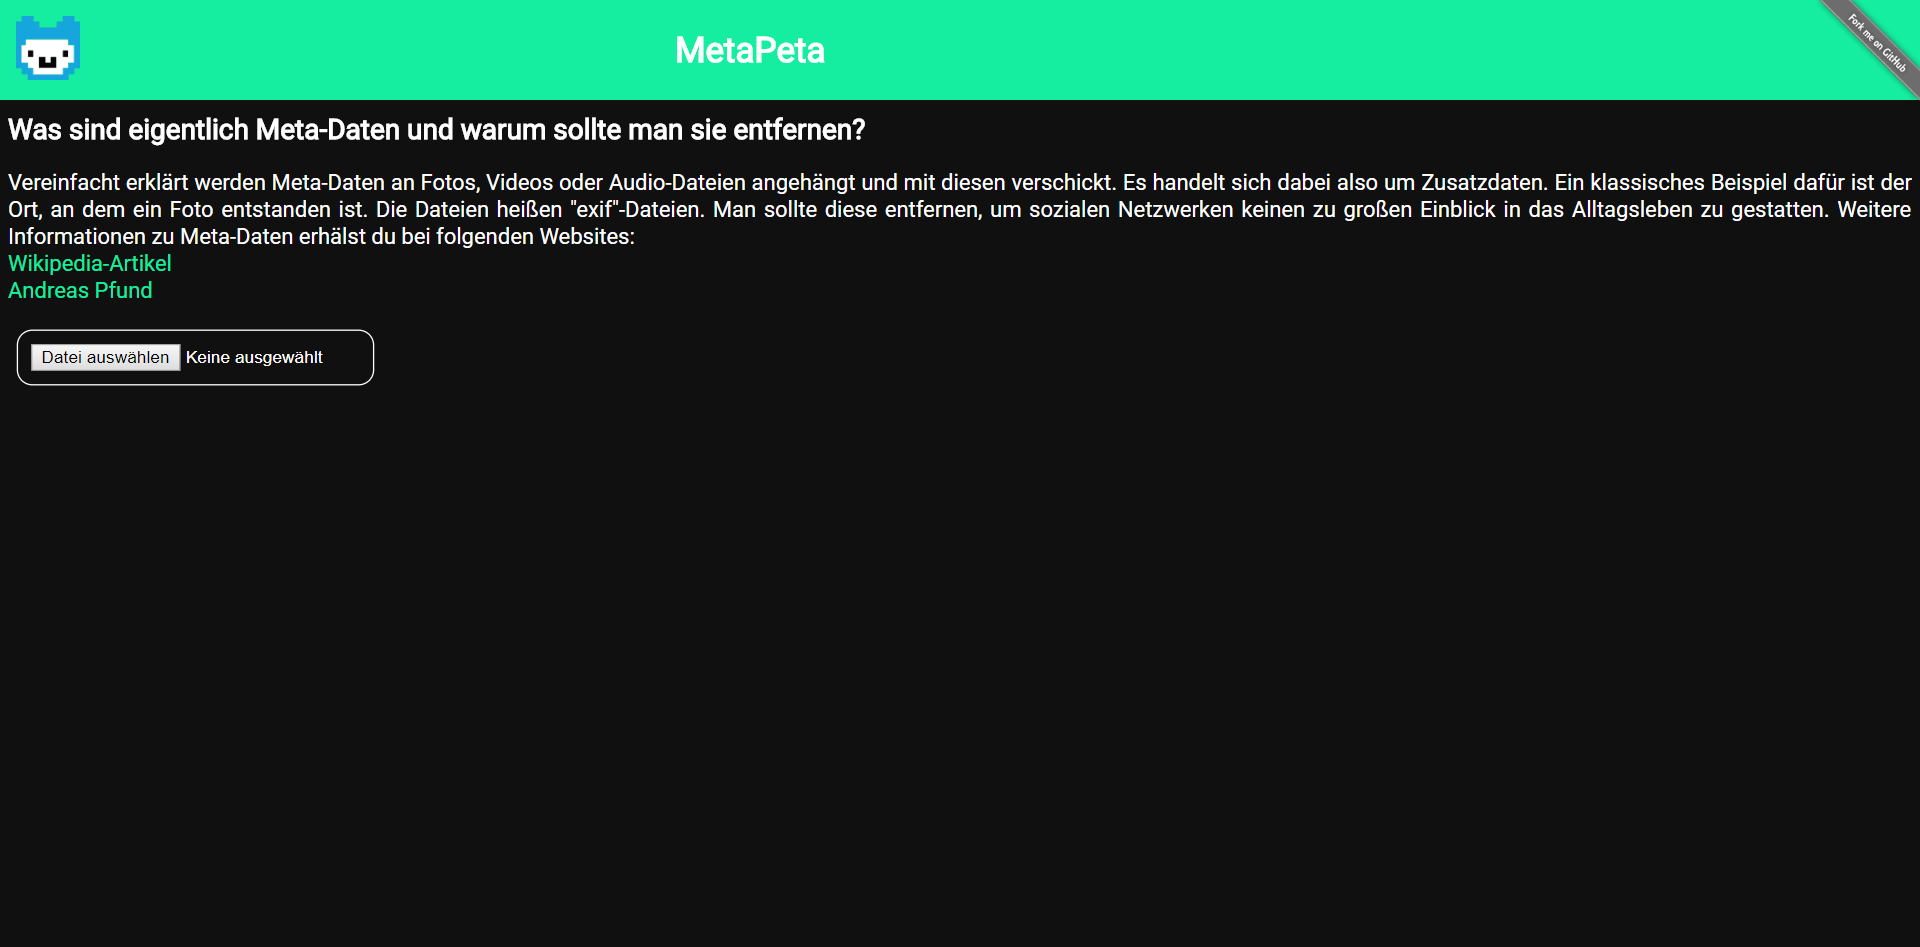 MetaPeta
Fork me on GitHub
Was sind eigentlich Meta-Daten und warum sollte man sie entfernen?
Vereinfacht erklärt werden Meta-Daten an Fotos, Videos oder Audio-Dateien angehängt und mit diesen verschickt. Es handelt sich dabei also um Zusatzdaten. Ein klassisches Beispiel dafür ist der
Ort, an dem ein Foto entstanden ist. Die Dateien heißen "exif"-Dateien. Man sollte diese entfernen, um sozialen Netzwerken keinen zu großen Einblick in das Alltagsleben zu gestatten. Weitere
Informationen zu Meta-Daten erhälst du bei folgenden Websites:
Wikipedia-Artikel
Andreas Pfund
Datei auswählen Keine ausgewählt